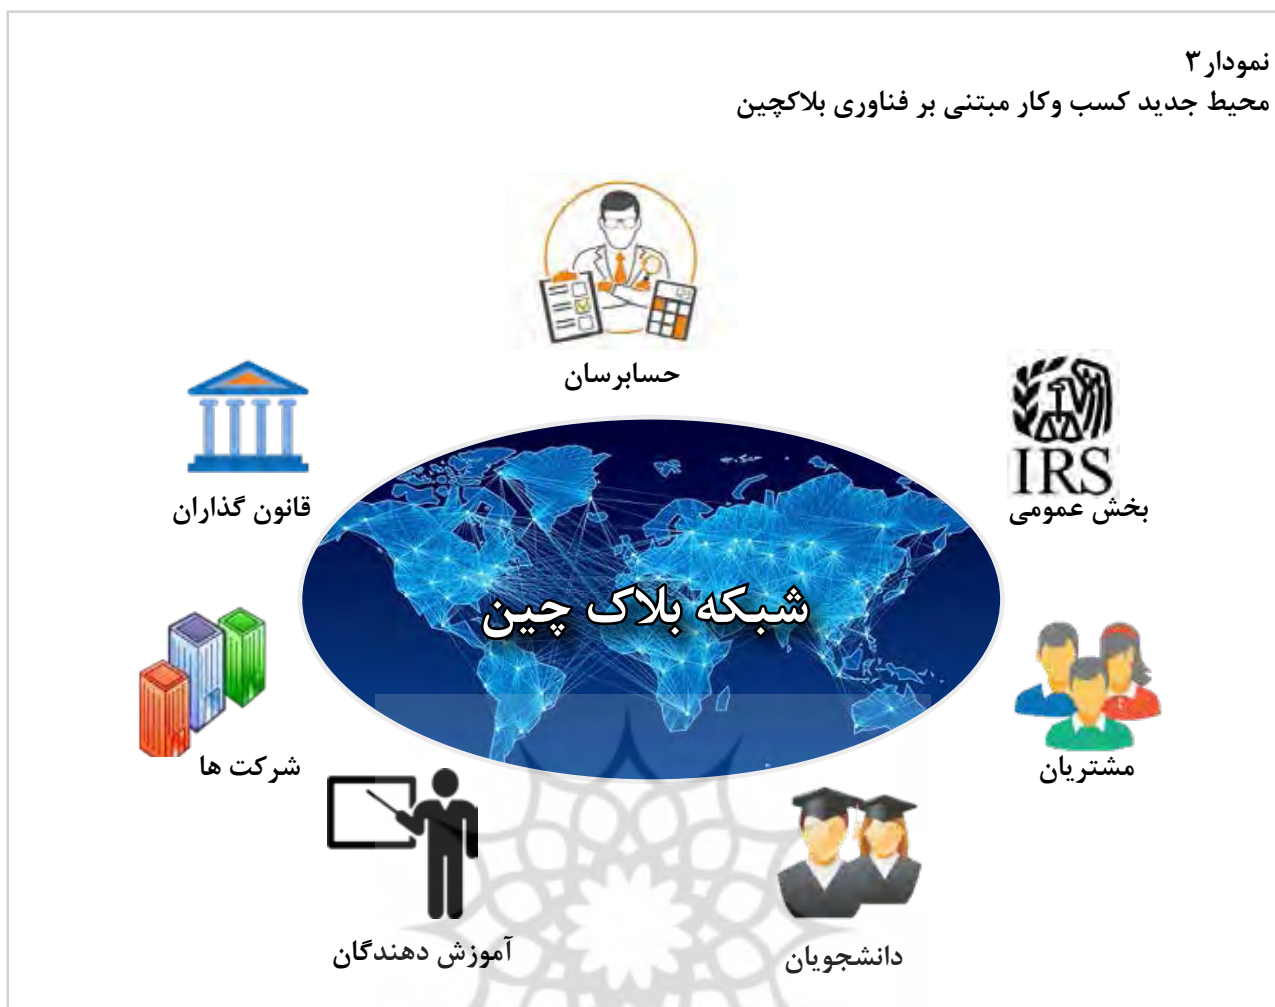 نمودار ۳
محیط جدید کسب وکار مبتنی بر فناوری بلاکچین
حسابرسان
IRS
بخش عمومی
قانون گذاران
شبکه بلاک چین
مشتریان
شرکت ها
دانشجویان
آموزش دهندگان